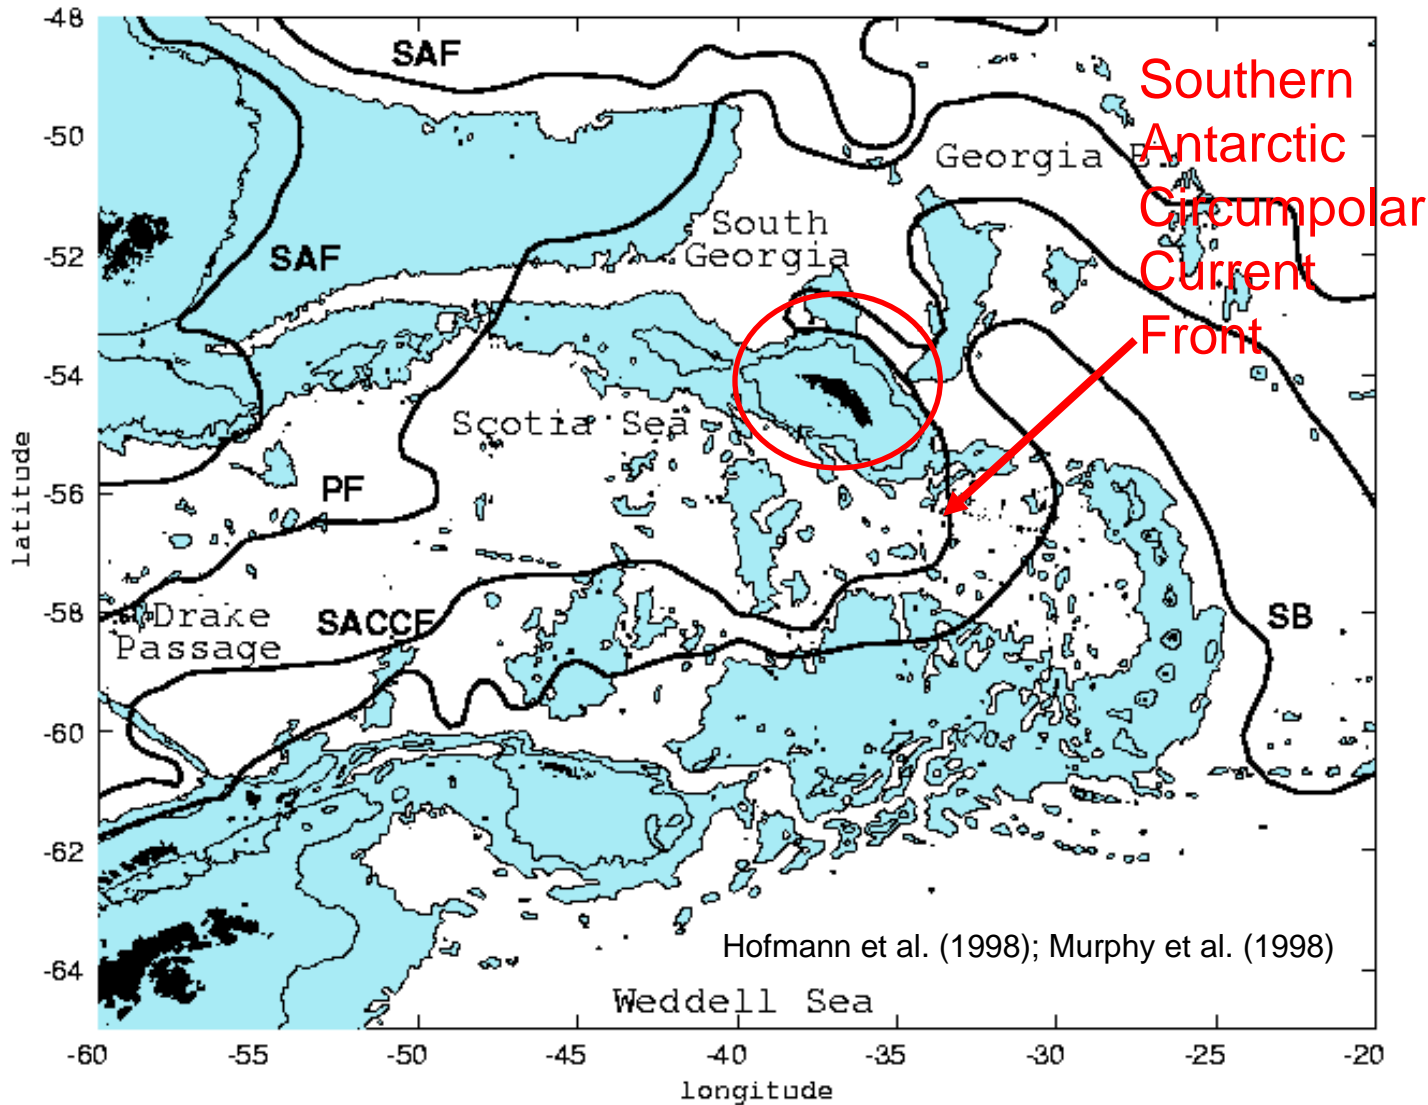 SAF
Southern
Antarctic
Circumpolar
Current
Front
Georgia B.
South
Georgia
SAF
Scotia Sea
PF
Drake
Passage
SACCF
SB
Hofmann et al. (1998); Murphy et al. (1998)
Weddell Sea
latitude
-48
-50
-52
-54
-56
-58
-60
-62
-64
-60
-55
-50
-45
-40
-35
-30
-25
-20
longitude